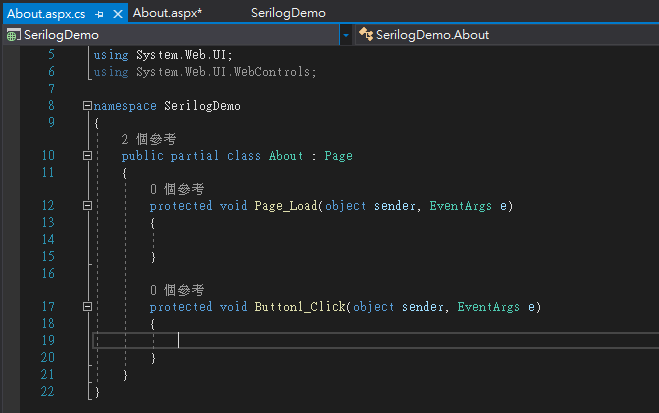 About.aspx.cs About.aspx* SerilogDemo
SerilogDemo SerilogDemo.About
5 using System.Web.UI;
6 using System.Web.UI.WebControls;
7
8 namespace SerilogDemo
9 {
2 個參考
10 public partial class About : Page
11 {
0 個參考
12 protected void Page_Load(object sender, EventArgs e)
13 {
14
15 }
16
0 個參考
17 protected void Button1_Click(object sender, EventArgs e)
18 {
19
20 }
21 }
22 }